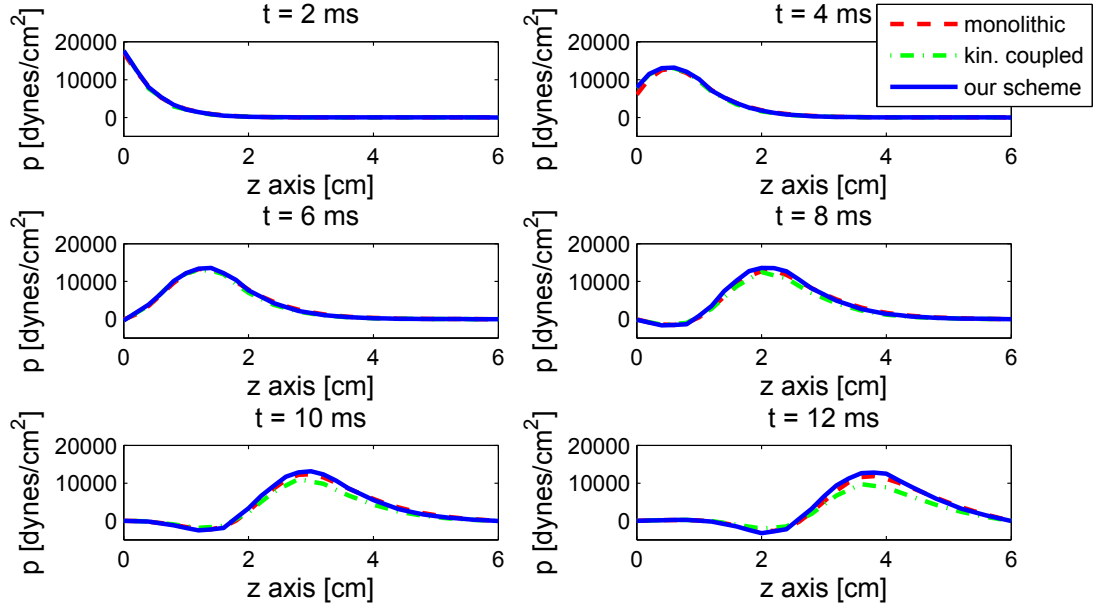 t = 2 ms
p [dynes/cm²]
20000
10000
0
0
2
4
6
z axis [cm]
t = 4 ms
p [dynes/cm²]
20000
10000
0
0
2
4
6
z axis [cm]
monolithic
kin. coupled
our scheme
t = 6 ms
p [dynes/cm²]
20000
10000
0
0
2
4
6
z axis [cm]
t = 8 ms
p [dynes/cm²]
20000
10000
0
0
2
4
6
z axis [cm]
t = 10 ms
p [dynes/cm²]
20000
10000
0
0
2
4
6
z axis [cm]
t = 12 ms
p [dynes/cm²]
20000
10000
0
0
2
4
6
z axis [cm]